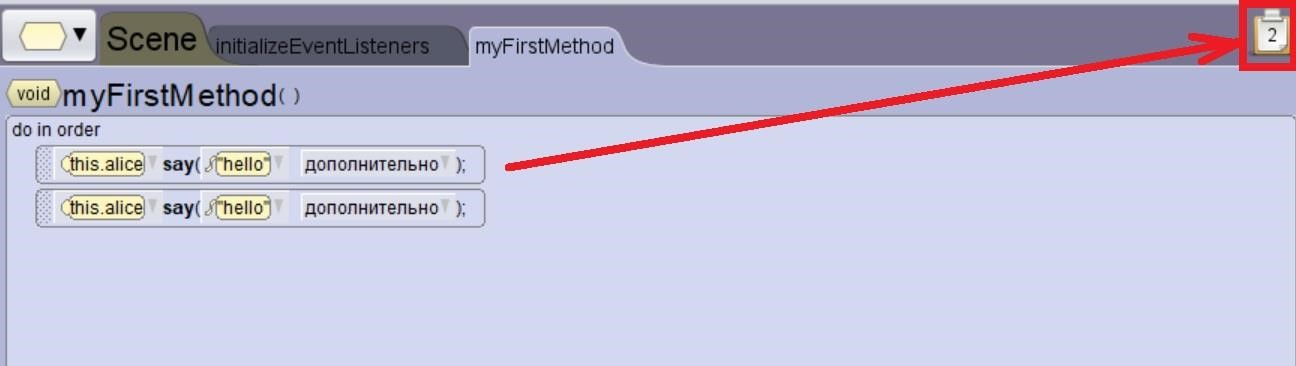 Scene initializeEventListeners myFirstMethod 2
void myFirstMethod ( )
do in order
this.alice say( "hello" дополнительно );
this.alice say( "hello" дополнительно );